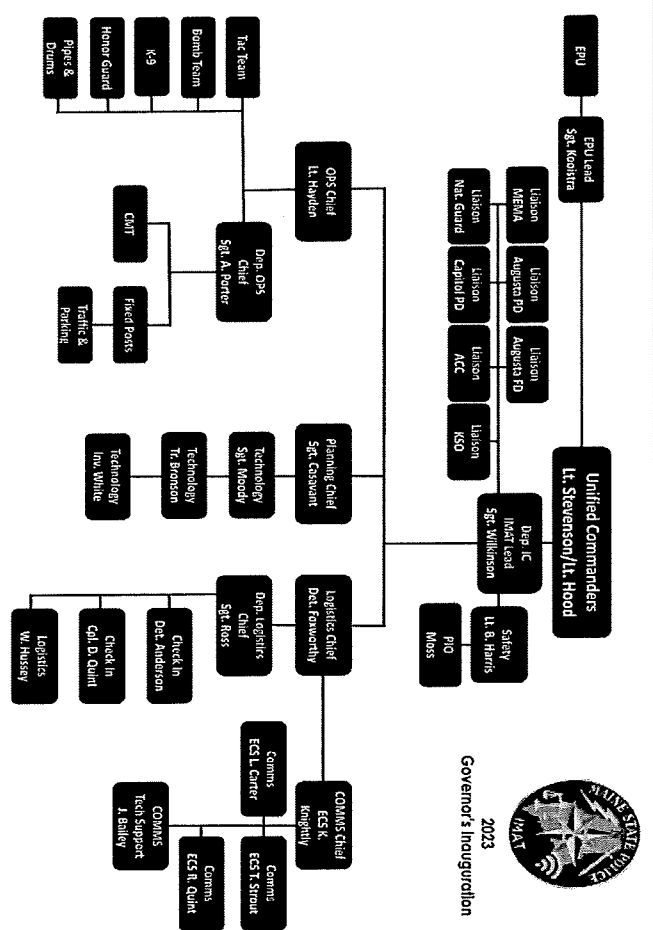 MAINE STATE POLICE
IMAT
2023
Governor's Inauguration
Unified Commanders
Lt. Stevenson/Lt. Hood
EPU
EPU Lead
Sgt. Kooistra
Liaison
MEMA
Liaison
Augusta PD
Liaison
Augusta FD
Liaison
Nat. Guard
Liaison
Capitol PD
Liaison
ACC
Liaison
KSO
Dep. IC
IMAT Lead
Sgt. Wilkinson
Safety
Lt. B. Harris
PIO
Moss
OPS Chief
Lt. Hayden
Planning Chief
Sgt. Casavant
Logistics Chief
Det. Foxworthy
COMMS Chief
ECS K.
Knightly
Tac Team
Bomb Team
K-9
Honor Guard
Pipes &
Drums
Dep. OPS
Chief
Sgt. A. Porter
CMT
Fixed Posts
Traffic &
Parking
Technology
Sgt. Moody
Technology
Tr. Bronson
Technology
Inv. White
Dep. Logistics
Chief
Sgt. Ross
Check In
Det. Anderson
Check In
Cpl. D. Quint
Logistics
W. Hussey
Comms
ECS L. Carter
Comms
ECS T. Strout
Comms
ECS R. Quint
COMMS
Tech Support
J. Bailey